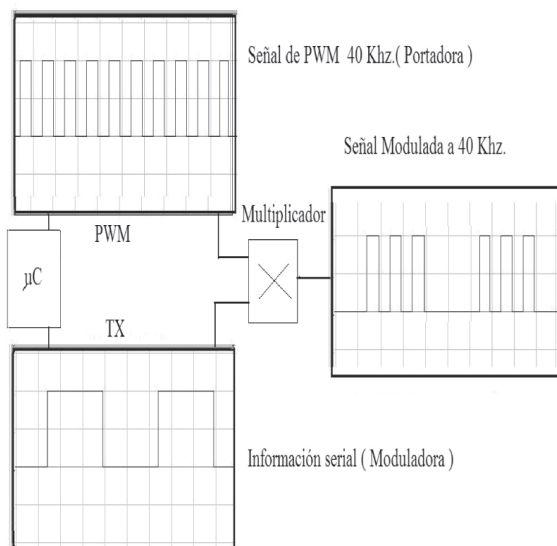 Señal de PWM 40 Khz.( Portadora )
Señal Modulada a 40 Khz.
Multiplicador
PWM
µC
TX
Información serial ( Moduladora )